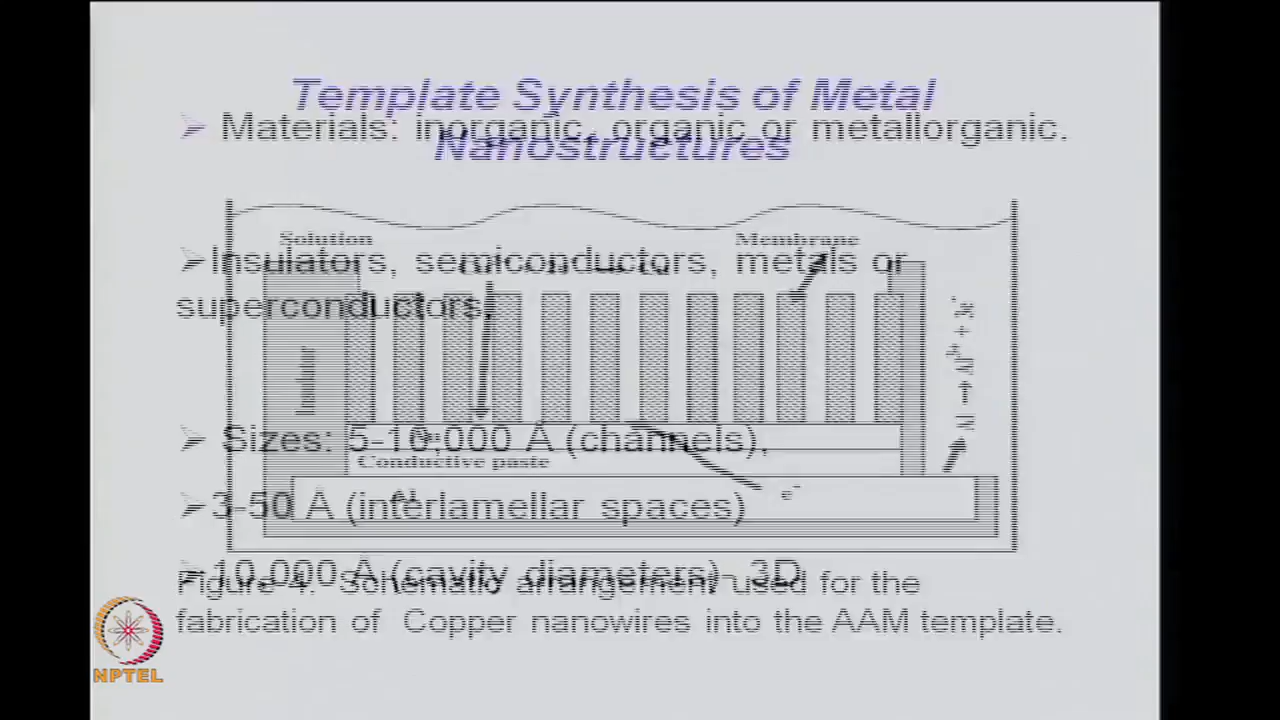 Template Synthesis of Metal
Nanostructures
➢ Materials: inorganic, organic or metallorganic.
Solution
Membrane
➢Insulators, semiconductors, metals or
superconductors.
➢ Sizes: 5-10,000 Å (channels),
Conductive paste
e-
➢3-50 Å (interlamellar spaces)
➢10,000 Å (cavity diameters)- 3D
Figure 4. Schematic arrangement used for the
fabrication of Copper nanowires into the AAM template.
NPTEL